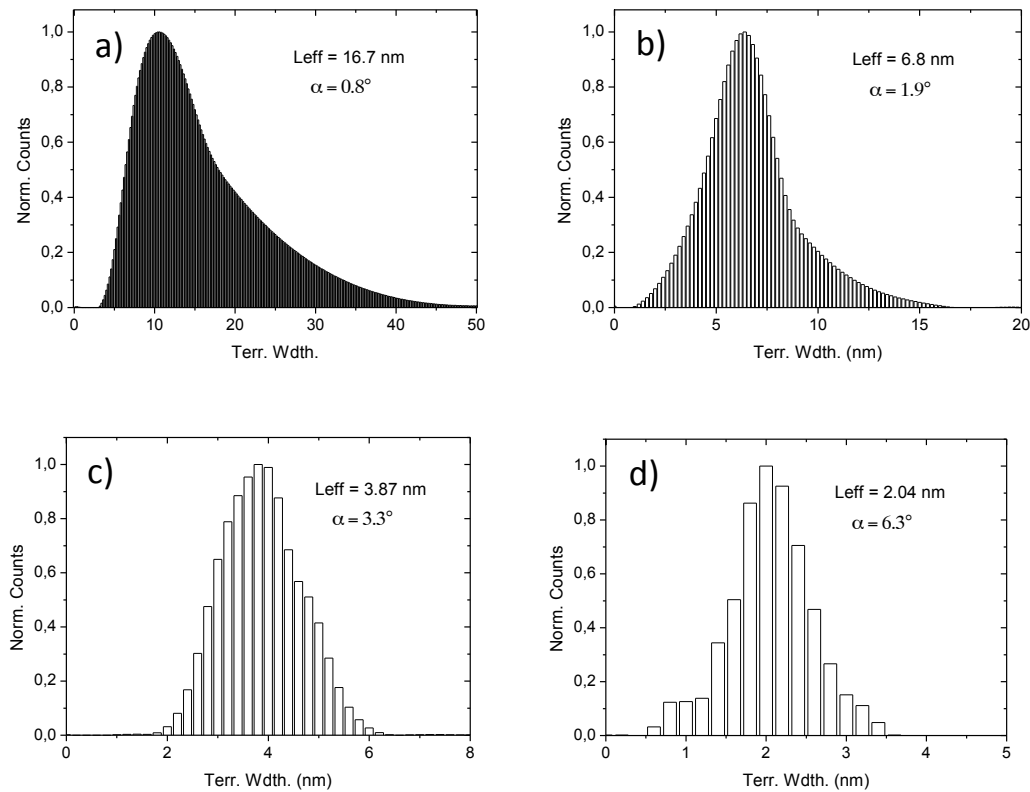 a)
Leff = 16.7 nm
α = 0.8°
Norm. Counts
1,0
0,8
0,6
0,4
0,2
0,0
0 10 20 30 40 50
Terr. Wdth.
b)
Leff = 6.8 nm
α = 1.9°
Norm. Counts
1,0
0,8
0,6
0,4
0,2
0,0
0 5 10 15 20
Terr. Wdth. (nm)
c)
Leff = 3.87 nm
α = 3.3°
Norm. Counts
1,0
0,8
0,6
0,4
0,2
0,0
0 2 4 6 8
Terr. Wdth. (nm)
d)
Leff = 2.04 nm
α = 6.3°
Norm. Counts
1,0
0,8
0,6
0,4
0,2
0,0
0 1 2 3 4 5
Terr. Wdth. (nm)